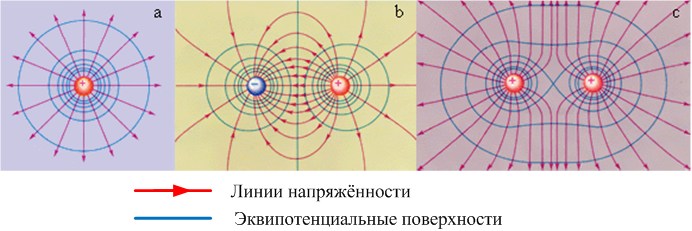 a b c
+ − + + +
Линии напряжённости
Эквипотенциальные поверхности